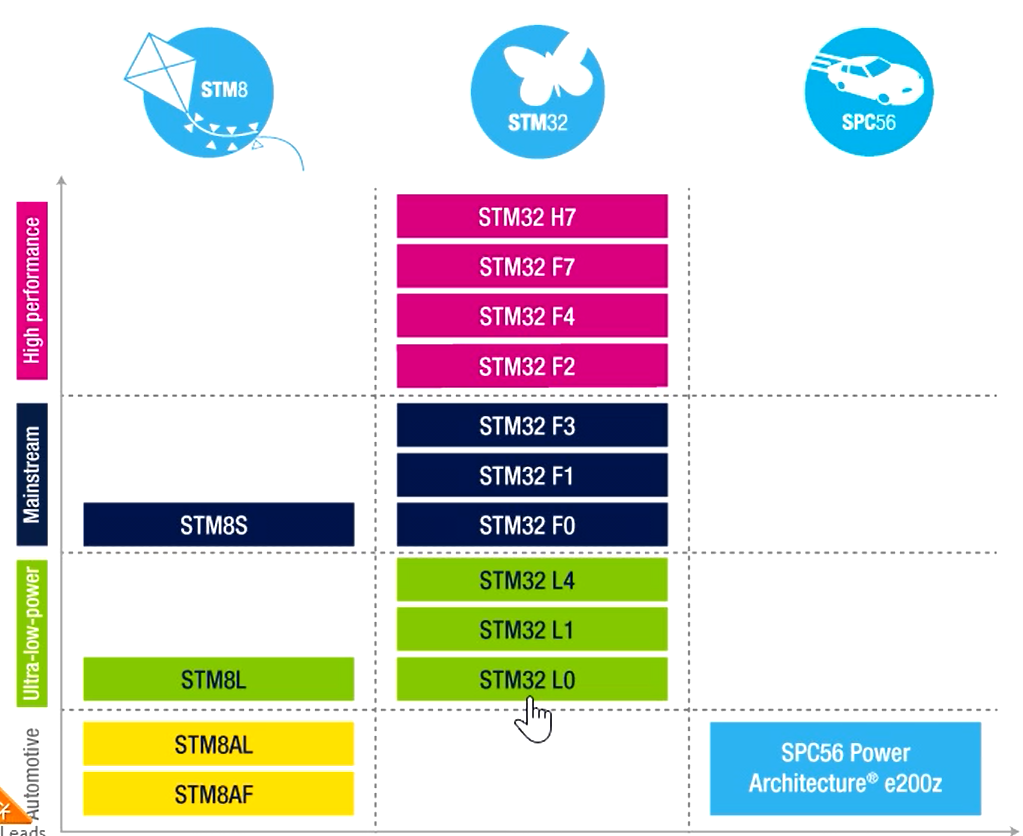 STM8
STM32
SPC56
High performance
STM32 H7
STM32 F7
STM32 F4
STM32 F2
Mainstream
STM32 F3
STM32 F1
STM8S
STM32 F0
Ultra-low-power
STM32 L4
STM32 L1
STM8L
STM32 L0
Automotive
STM8AL
STM8AF
SPC56 Power
Architecture® e200z
Leads